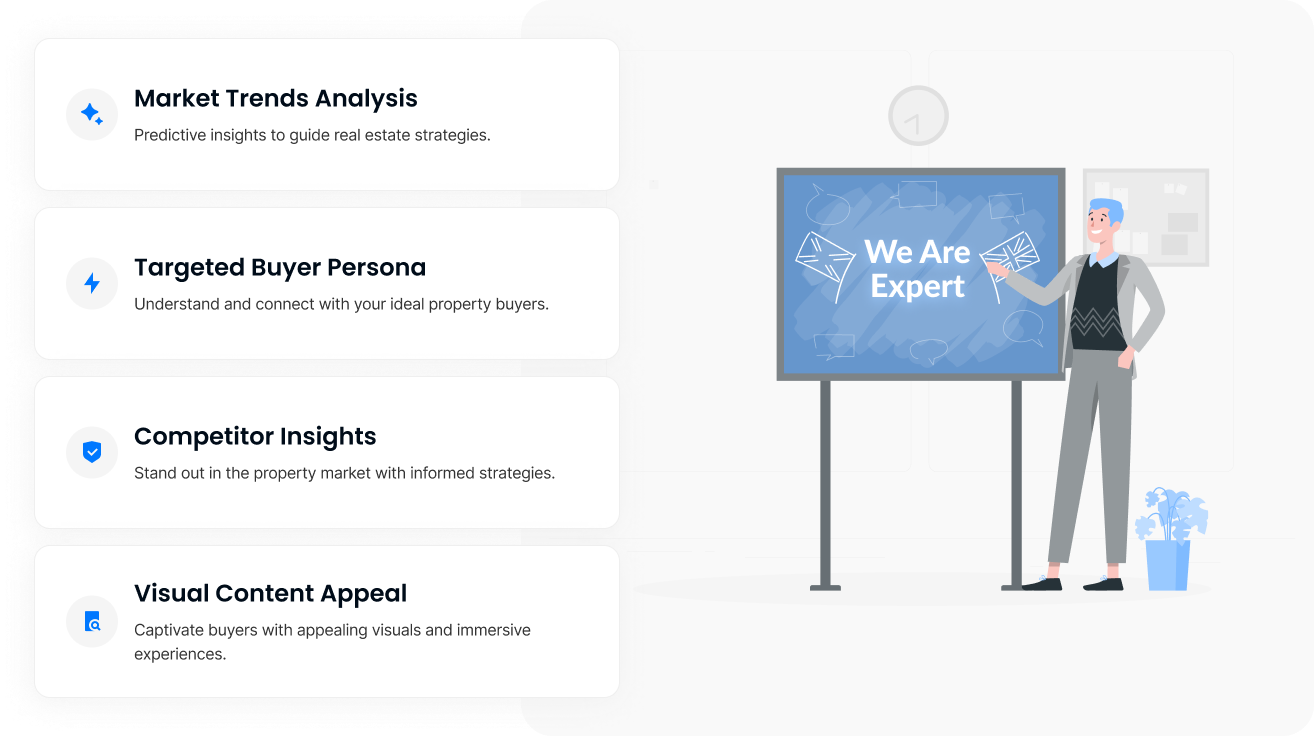 Market Trends Analysis
Predictive insights to guide real estate strategies.
Targeted Buyer Persona
Understand and connect with your ideal property buyers.
Competitor Insights
Stand out in the property market with informed strategies.
Visual Content Appeal
Captivate buyers with appealing visuals and immersive
experiences.
We Are
Expert